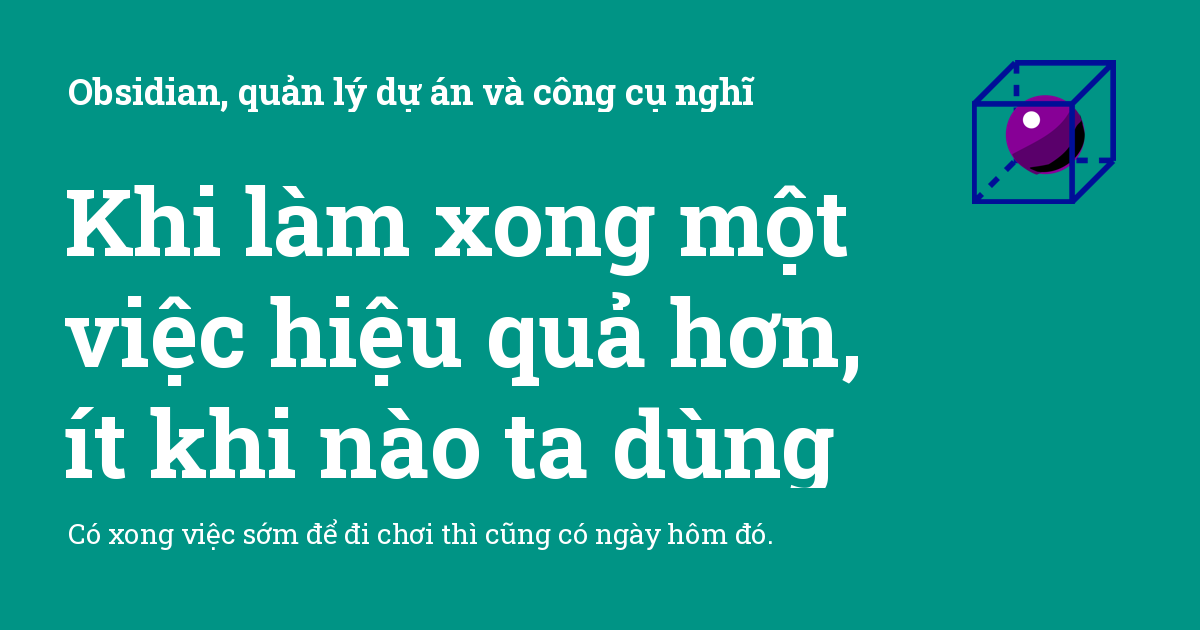 Obsidian, quản lý dự án và công cụ nghĩ
Khi làm xong một
việc hiệu quả hơn,
ít khi nào ta dùng
Có xong việc sớm để đi chơi thì cũng có ngày hôm đó.